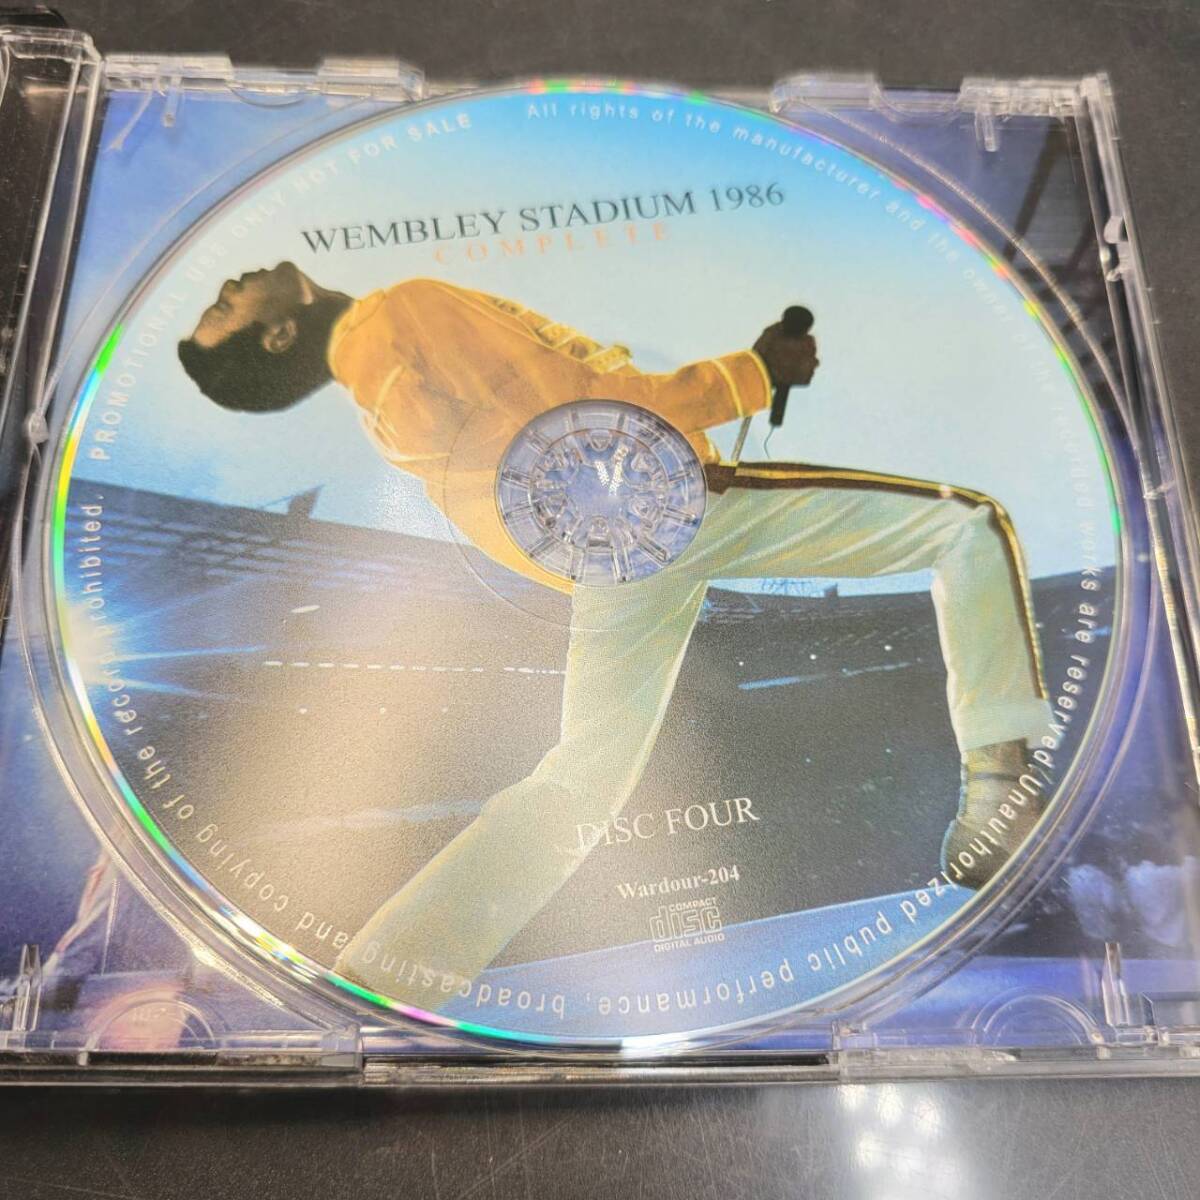 WEMBLEY STADIUM 1986
COMPLETE
DISC FOUR
Wardour-204
COMPACT
disc
DIGITAL AUDIO
All rights of the manufacturer and the owner of the recorded works are reserved. Unauthorized public performance, broadcasting and copying of the record prohibited. PROMOTIONAL USE ONLY NOT FOR SALE